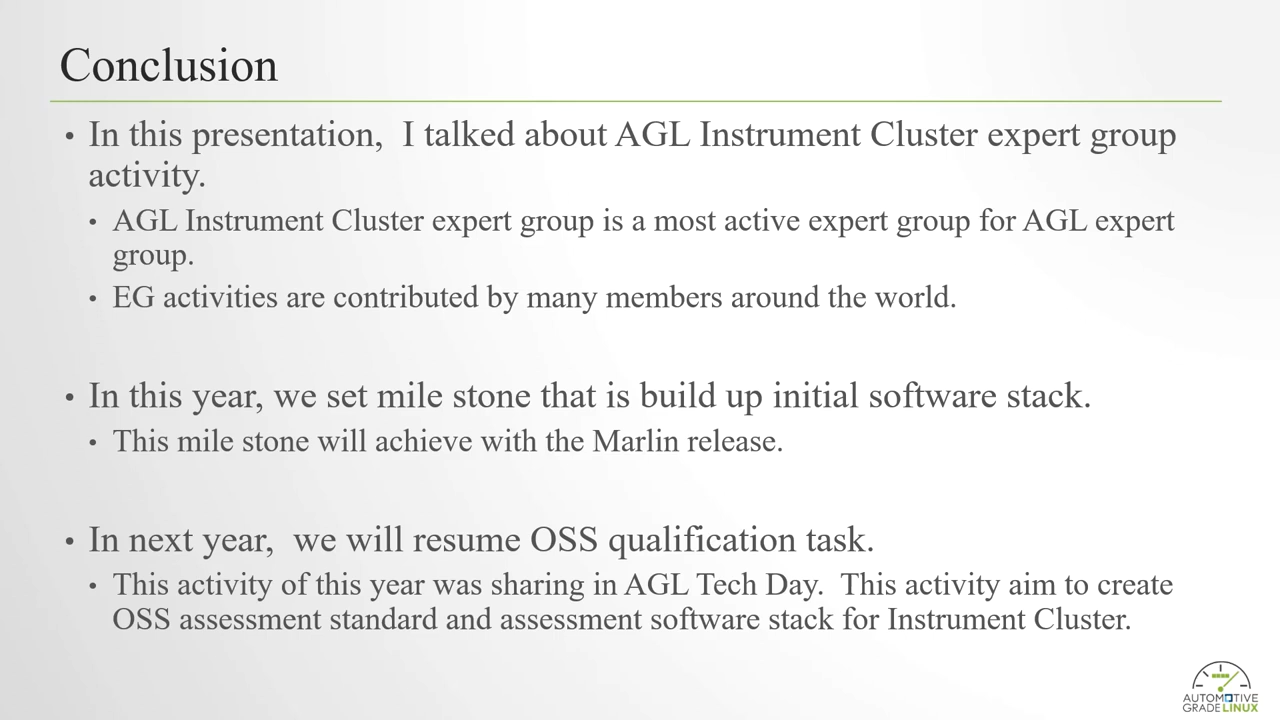 Conclusion
• In this presentation,  I talked about AGL Instrument Cluster expert group
activity.
• AGL Instrument Cluster expert group is a most active expert group for AGL expert
group.
• EG activities are contributed by many members around the world.
• In this year, we set mile stone that is build up initial software stack.
• This mile stone will achieve with the Marlin release.
• In next year,  we will resume OSS qualification task.
• This activity of this year was sharing in AGL Tech Day.  This activity aim to create
OSS assessment standard and assessment software stack for Instrument Cluster.
AUTOMOTIVE
GRADE LINUX